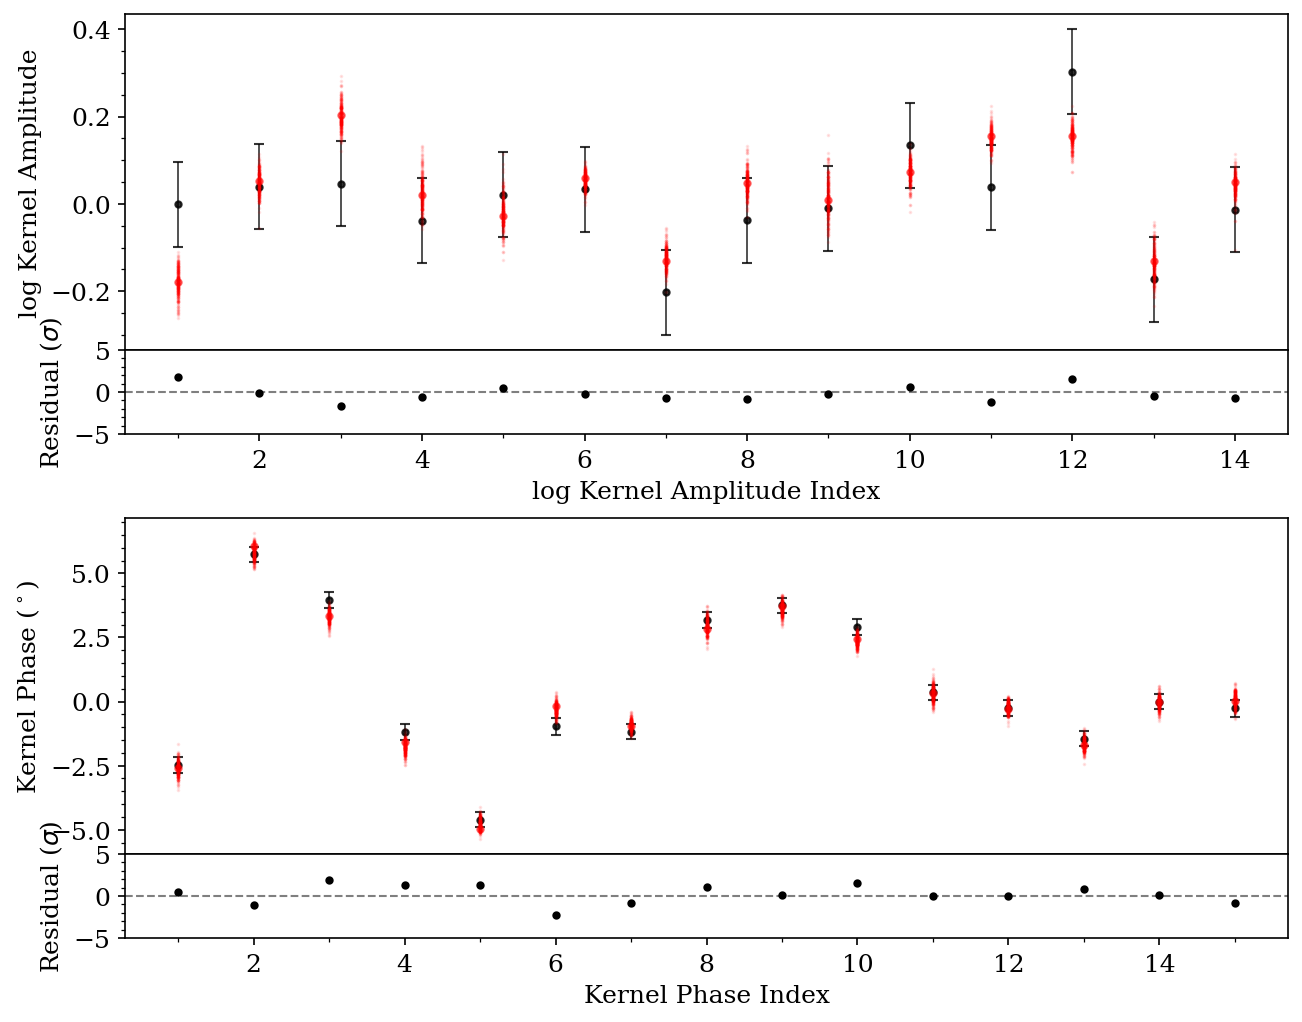 log Kernel Amplitude
0.4
0.2
0.0
−0.2
Residual (σ)
5
0
−5
2 4 6 8 10 12 14
log Kernel Amplitude Index
Kernel Phase (°)
5.0
2.5
0.0
−2.5
−5.0
Residual (σ)
5
0
−5
2 4 6 8 10 12 14
Kernel Phase Index